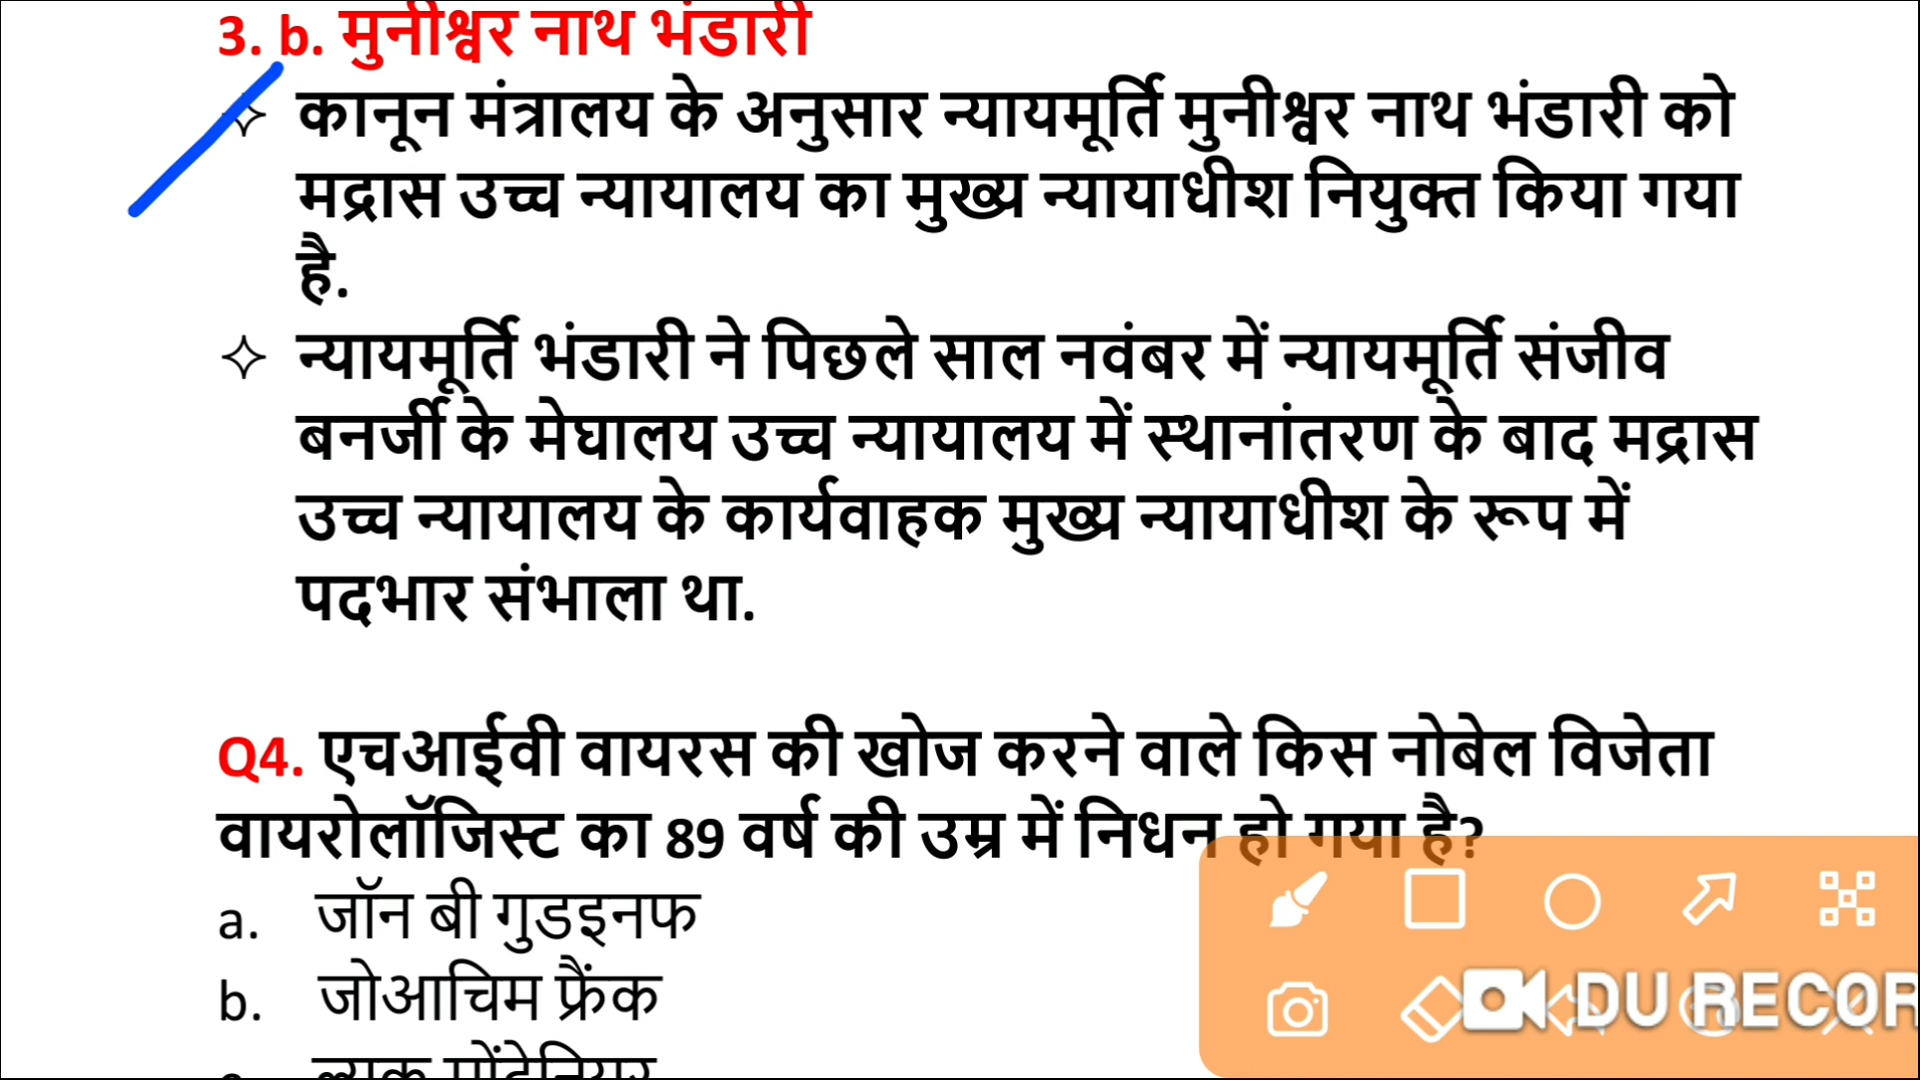 3. b. मुनीश्वर नाथ भंडारी
✧ कानून मंत्रालय के अनुसार न्यायमूर्ति मुनीश्वर नाथ भंडारी को
मद्रास उच्च न्यायालय का मुख्य न्यायाधीश नियुक्त किया गया
है.
✧ न्यायमूर्ति भंडारी ने पिछले साल नवंबर में न्यायमूर्ति संजीव
बनर्जी के मेघालय उच्च न्यायालय में स्थानांतरण के बाद मद्रास
उच्च न्यायालय के कार्यवाहक मुख्य न्यायाधीश के रूप में
पदभार संभाला था.
Q4. एचआईवी वायरस की खोज करने वाले किस नोबेल विजेता
वायरोलॉजिस्ट का 89 वर्ष की उम्र में निधन हो गया है?
a. जॉन बी गुडइनफ
b. जोआचिम फ्रैंक
DU RECOR